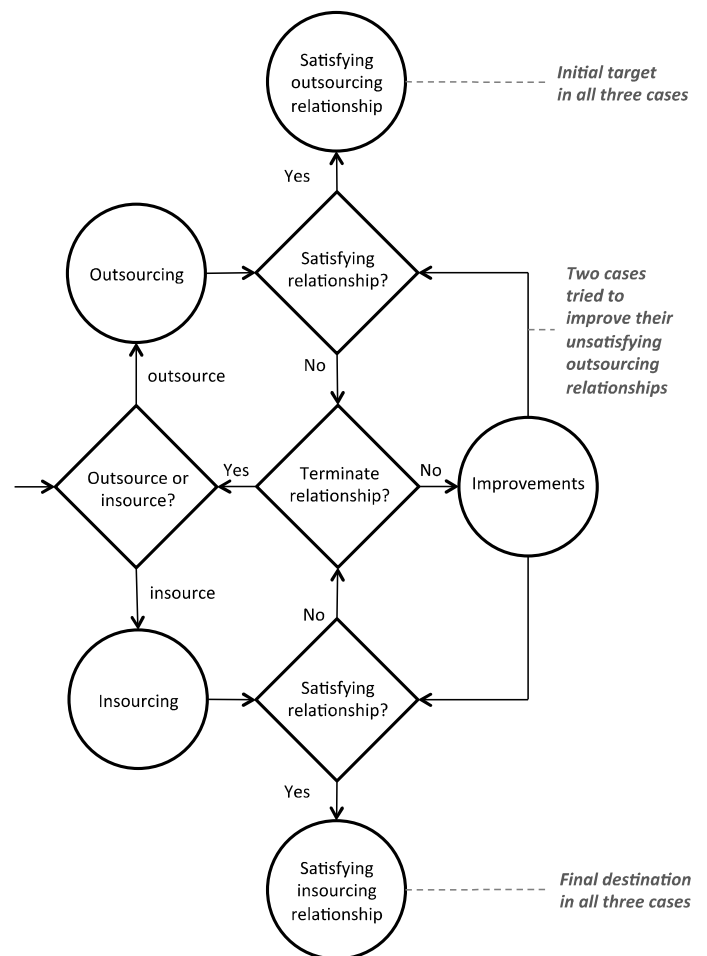 Satisfying
outsourcing
relationship
Initial target
in all three cases
Yes
Outsourcing
Satisfying
relationship?
Two cases
tried to
improve their
unsatisfying
outsourcing
relationships
No
outsource
Outsource or
insource?
Yes
Terminate
relationship?
No
Improvements
insource
No
Insourcing
Satisfying
relationship?
Yes
Satisfying
insourcing
relationship
Final destination
in all three cases